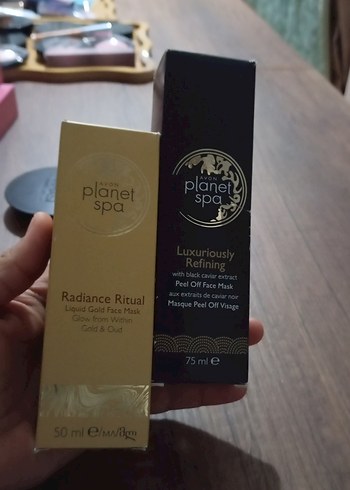 AVON
planet
spa
Radiance Ritual
Liquid Gold Face Mask
Glow from Within
Gold & Oud
50 ml e
AVON
planet
spa
Luxuriously
Refining
with black caviar extract
Peel Off Face Mask
aux extraits de caviar noir
Masque Peel Off Visage
75 ml e